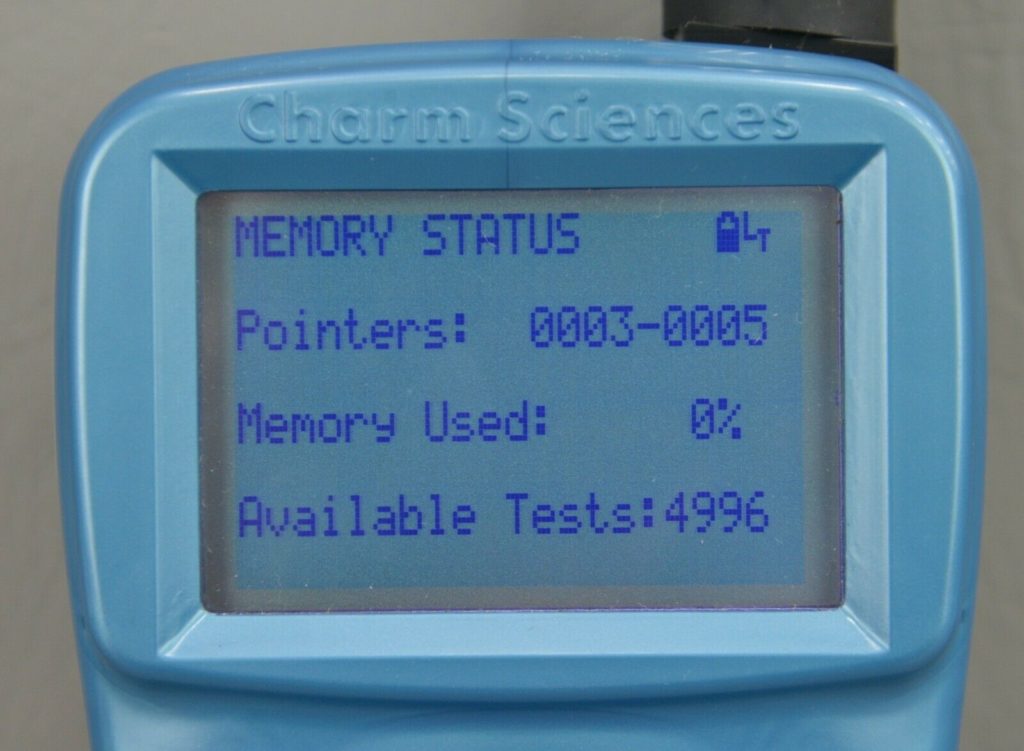 Charm Sciences
MEMORY STATUS
Pointers: 0003-0005
Memory Used: 0%
Available Tests:4996